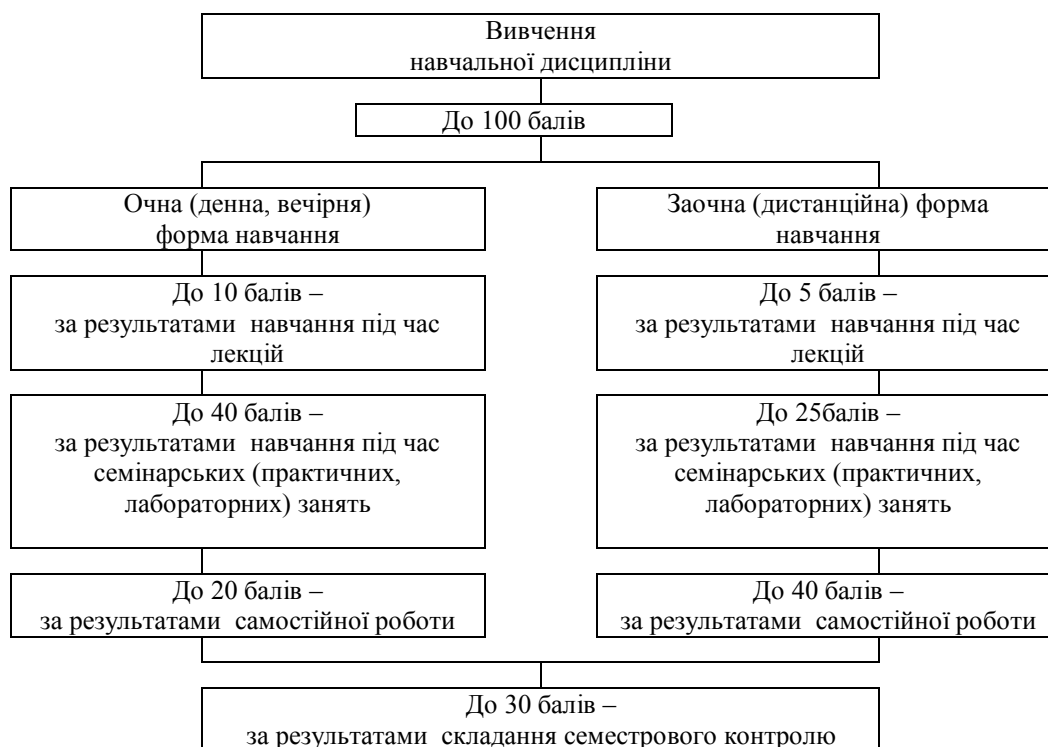 Вивчення
навчальної дисципліни
До 100 балів
Очна (денна, вечірня)
форма навчання
Заочна (дистанційна) форма
навчання
До 10 балів –
за результатами навчання під час
лекцій
До 5 балів –
за результатами навчання під час
лекцій
До 40 балів –
за результатами навчання під час
семінарських (практичних,
лабораторних) занять
До 25балів –
за результатами навчання під час
семінарських (практичних,
лабораторних) занять
До 20 балів –
за результатами самостійної роботи
До 40 балів –
за результатами самостійної роботи
До 30 балів –
за результатами складання семестрового контролю